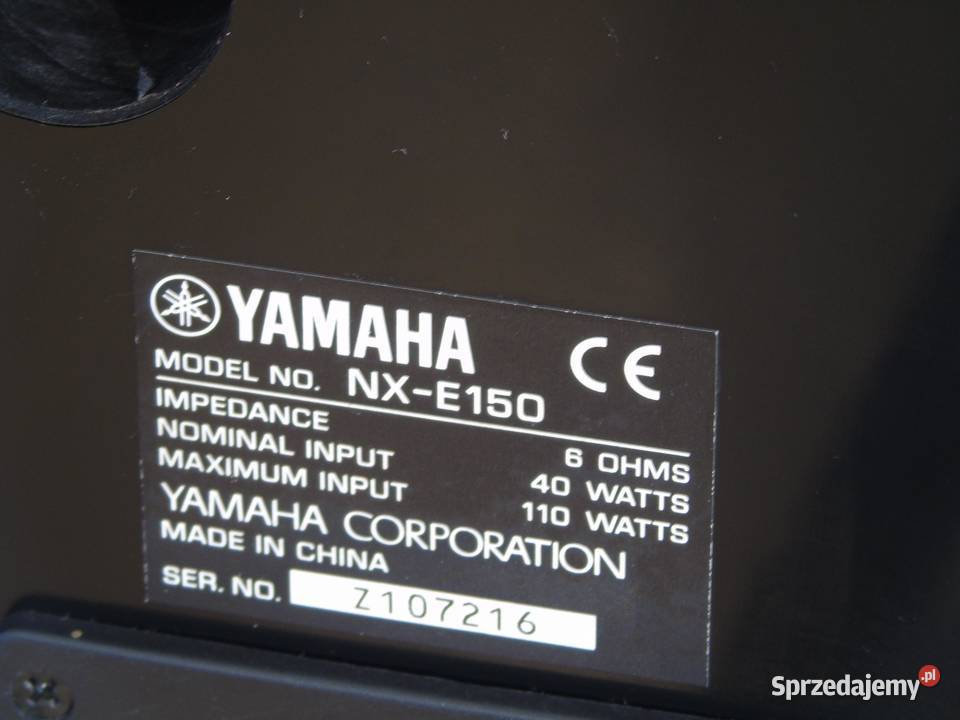 YAMAHA CE
MODEL NO. NX-E150
IMPEDANCE 6 OHMS
NOMINAL INPUT 40 WATTS
MAXIMUM INPUT 110 WATTS
YAMAHA CORPORATION
MADE IN CHINA
SER. NO. Z107216
Sprzedajemy.pl